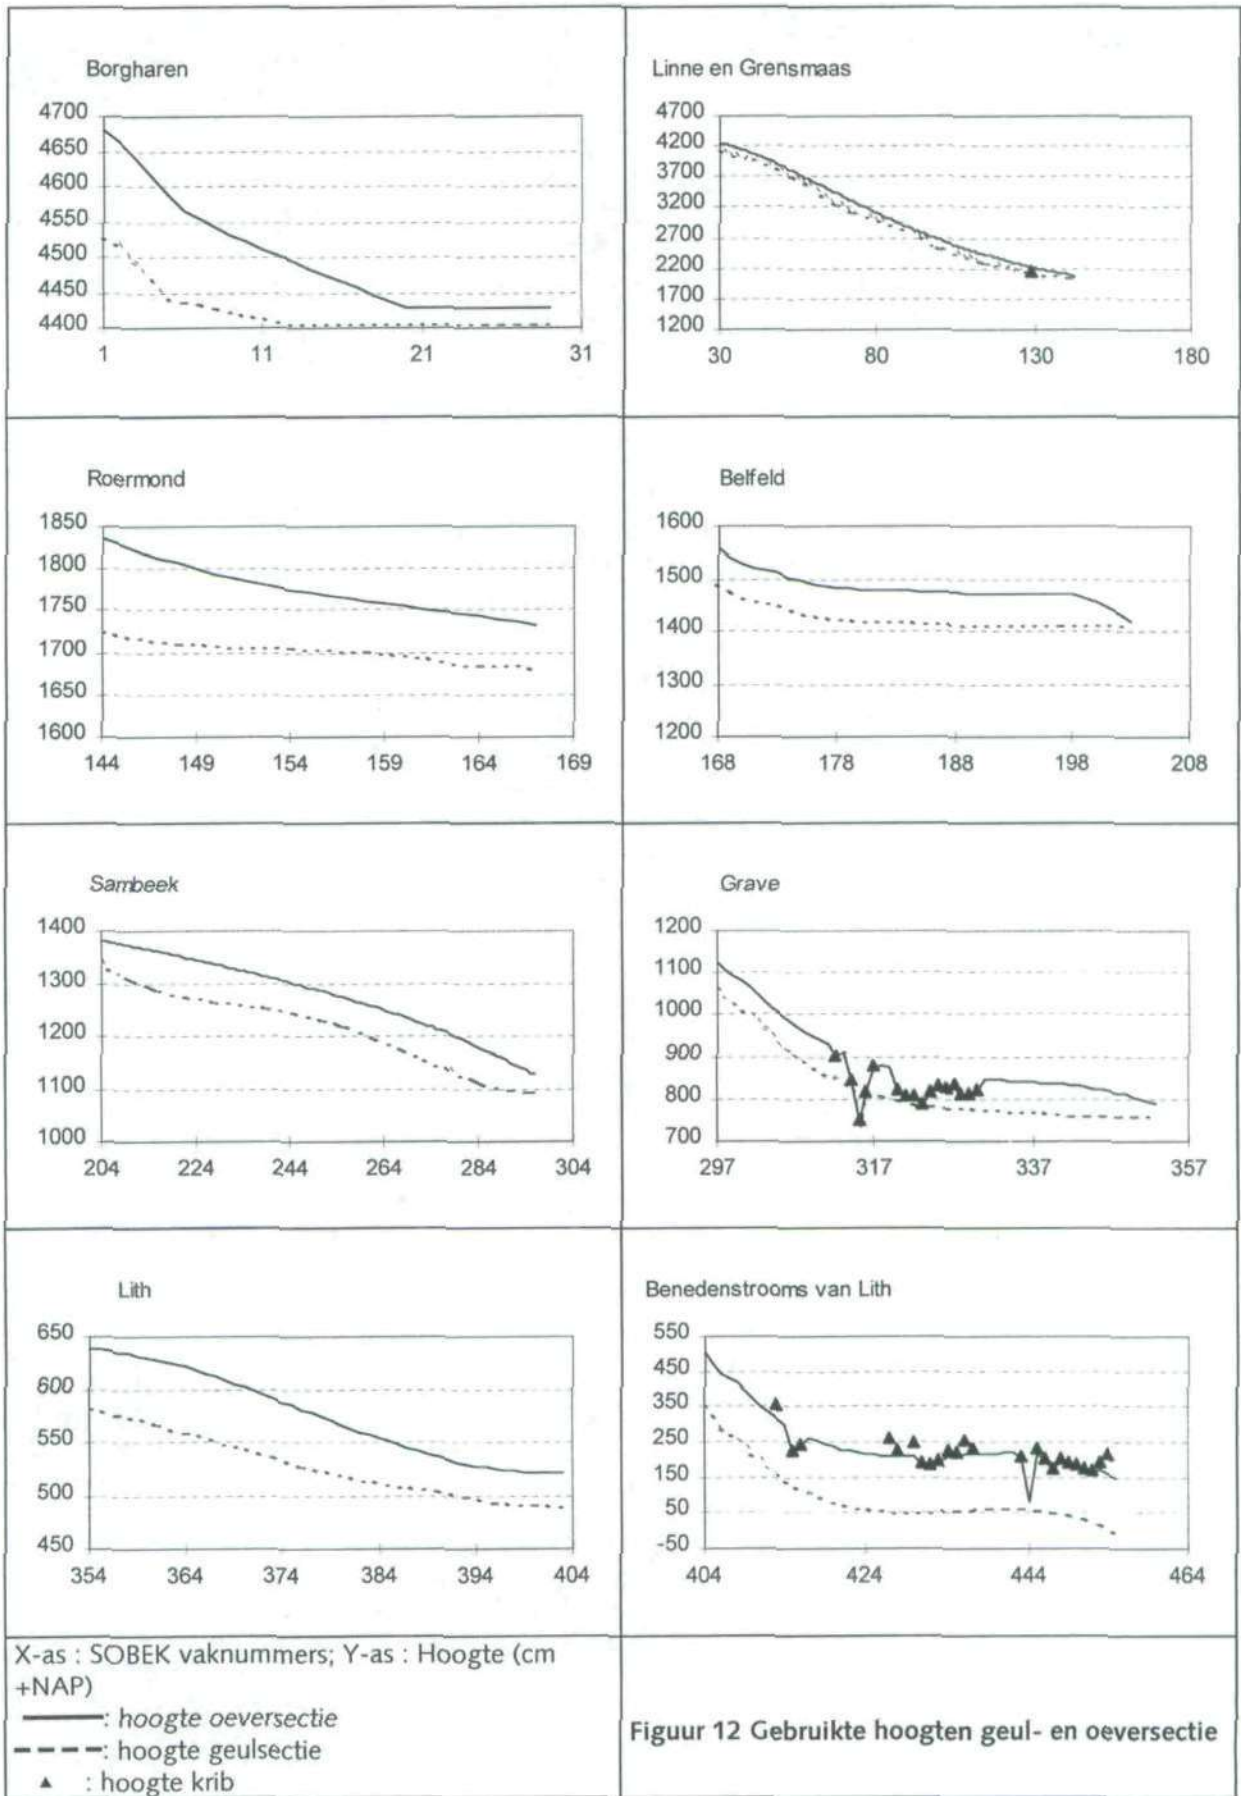 Borgharen
4700
4650
4600
4550
4500
4450
4400
1 11 21 31
Linne en Grensmaas
4700
4200
3700
3200
2700
2200
1700
1200
30 80 130 180
Roermond
1850
1800
1750
1700
1650
1600
144 149 154 159 164 169
Belfeld
1600
1500
1400
1300
1200
168 178 188 198 208
Sambeek
1400
1300
1200
1100
1000
204 224 244 264 284 304
Grave
1200
1100
1000
900
800
700
297 317 337 357
Lith
650
600
550
500
450
354 364 374 384 394 404
Benedenstrooms van Lith
550
450
350
250
150
50
-50
404 424 444 464
X-as : SOBEK vaknummers; Y-as : Hoogte (cm
+NAP)
: hoogte oeversectie
: hoogte geulsectie
: hoogte krib
Figuur 12 Gebruikte hoogten geul- en oeversectie